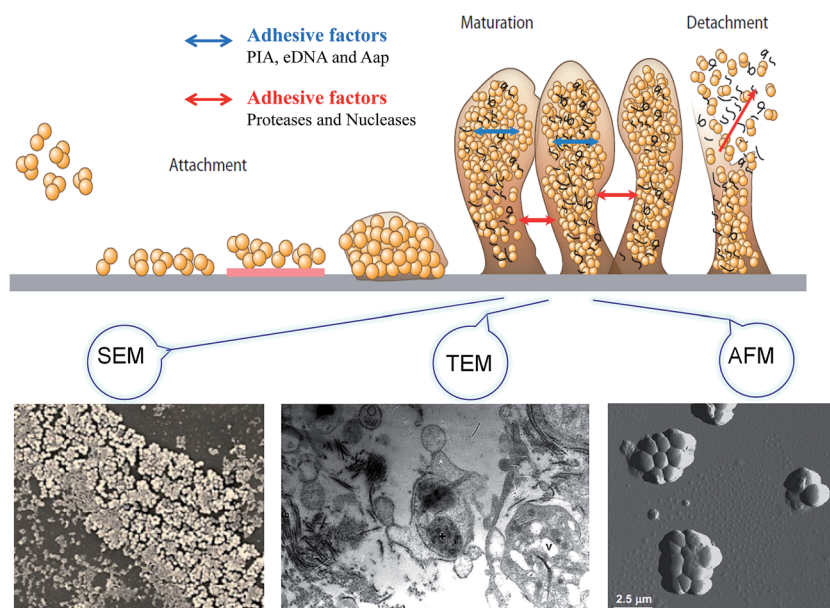 Maturation
Detachment
Adhesive factors
PIA, eDNA and Aap
Adhesive factors
Proteases and Nucleases
Attachment
SEM
TEM
AFM
+
v
2.5 μm